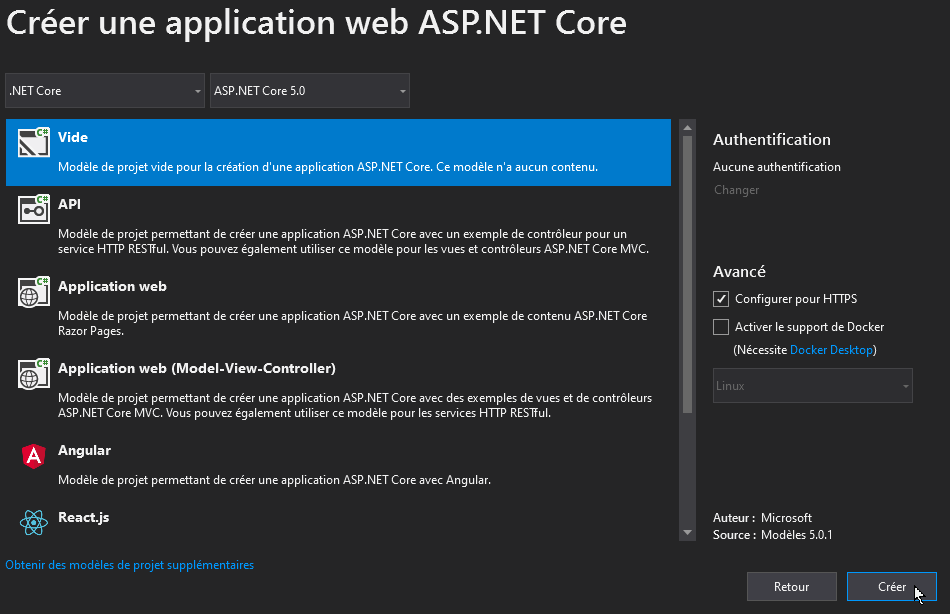 Créer une application web ASP.NET Core
.NET Core
ASP.NET Core 5.0
C#
Vide
Modèle de projet vide pour la création d'une application ASP.NET Core. Ce modèle n'a aucun contenu.
C#
API
Modèle de projet permettant de créer une application ASP.NET Core avec un exemple de contrôleur pour un
service HTTP RESTful. Vous pouvez également utiliser ce modèle pour les vues et contrôleurs ASP.NET Core MVC.
C#
Application web
Modèle de projet permettant de créer une application ASP.NET Core avec un exemple de contenu ASP.NET Core
Razor Pages.
C#
Application web (Model-View-Controller)
Modèle de projet permettant de créer une application ASP.NET Core avec des exemples de vues et de contrôleurs
ASP.NET Core MVC. Vous pouvez également utiliser ce modèle pour les services HTTP RESTful.
A
Angular
Modèle de projet permettant de créer une application ASP.NET Core avec Angular.
React.js
Obtenir des modèles de projet supplémentaires
Authentification
Aucune authentification
Changer
Avancé
Configurer pour HTTPS
Activer le support de Docker
(Nécessite Docker Desktop)
Linux
Auteur : Microsoft
Source : Modèles 5.0.1
Retour
Créer